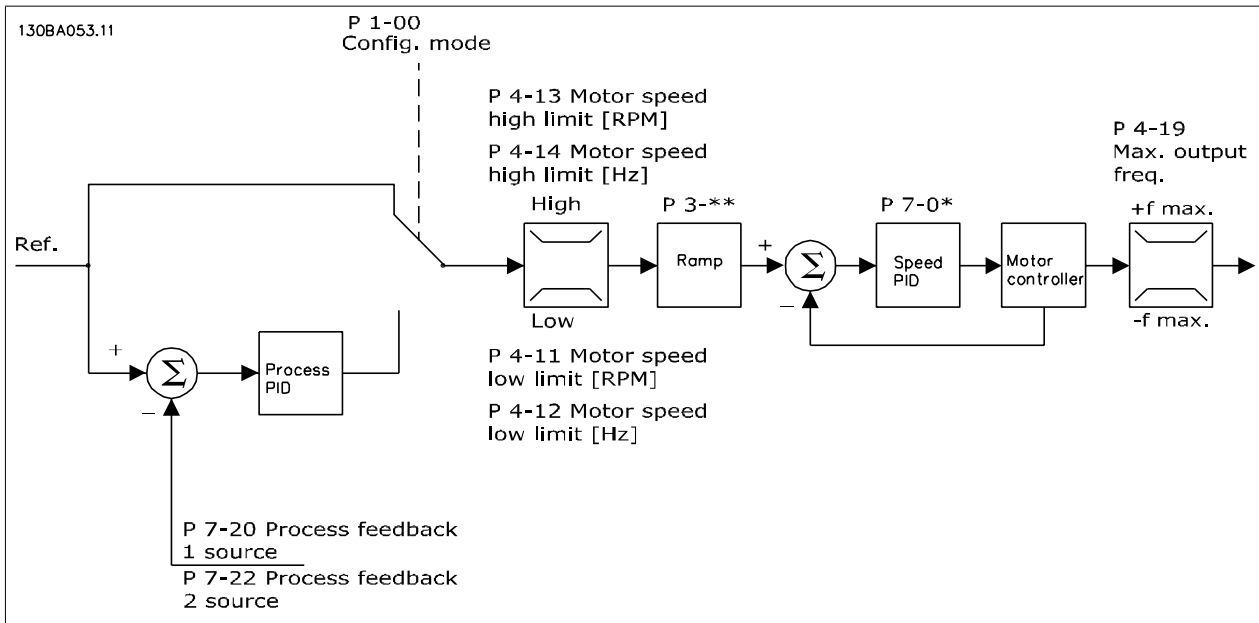 130BA053.11
P 1-00
Config. mode
P 4-13 Motor speed
high limit [RPM]
P 4-14 Motor speed
high limit [Hz]
P 4-19
Max. output
freq.
High
P 3-**
P 7-0*
+f max.
Ref.
Ramp
+
Σ
_
Speed
PID
Motor
controller
Low
-f max.
+
Σ
_
Process
PID
P 4-11 Motor speed
low limit [RPM]
P 4-12 Motor speed
low limit [Hz]
P 7-20 Process feedback
1 source
P 7-22 Process feedback
2 source